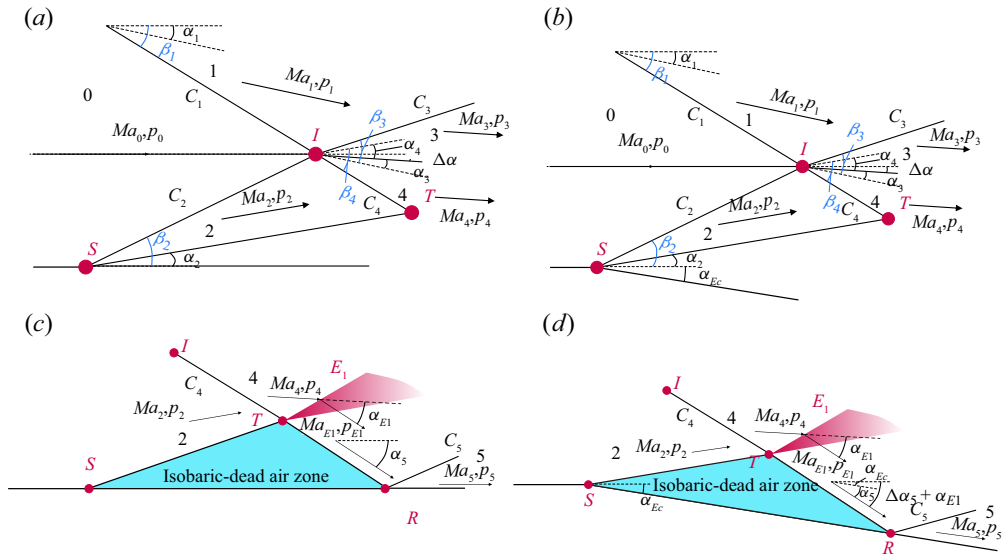 (a)
α1
β1
1
0
C1
Ma1,p1
C3
Ma0,p0
I
β3
3
Ma3,p3
α4
Δα
α3
β4
C2
Ma2,p2
C4
4
T
Ma4,p4
2
S
β2
α2
(b)
α1
β1
0
C1
1
Ma1,p1
C3
Ma0,p0
I
β3
3
Ma3,p3
α4
Δα
α3
β4
C2
Ma2,p2
C4
4
T
Ma4,p4
2
S
β2
α2
αEc
(c)
I
C4
4
E1
Ma4,p4
Ma2,p2
T
αE1
MaE1,pE1
2
α5
C5
5
S
Isobaric-dead air zone
Ma5,p5
R
(d)
I
C4
4
E1
Ma4,p4
2
Ma2,p2
T
αE1
MaE1,pE1
αEc
S
Isobaric-dead air zone
α5
Δα5 + αE1
αEc
C5
5
Ma5,p5
R